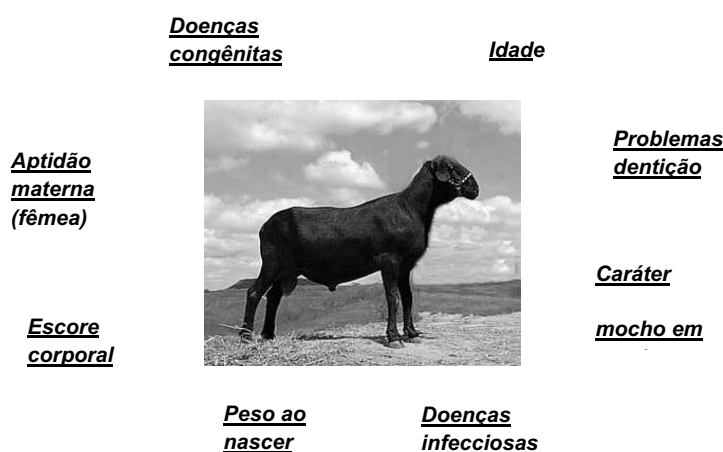 Doenças
congênitas
Idade
Problemas
dentição
Aptidão
materna
(fêmea)
Caráter
mocho em
Escore
corporal
Peso ao
nascer
Doenças
infecciosas